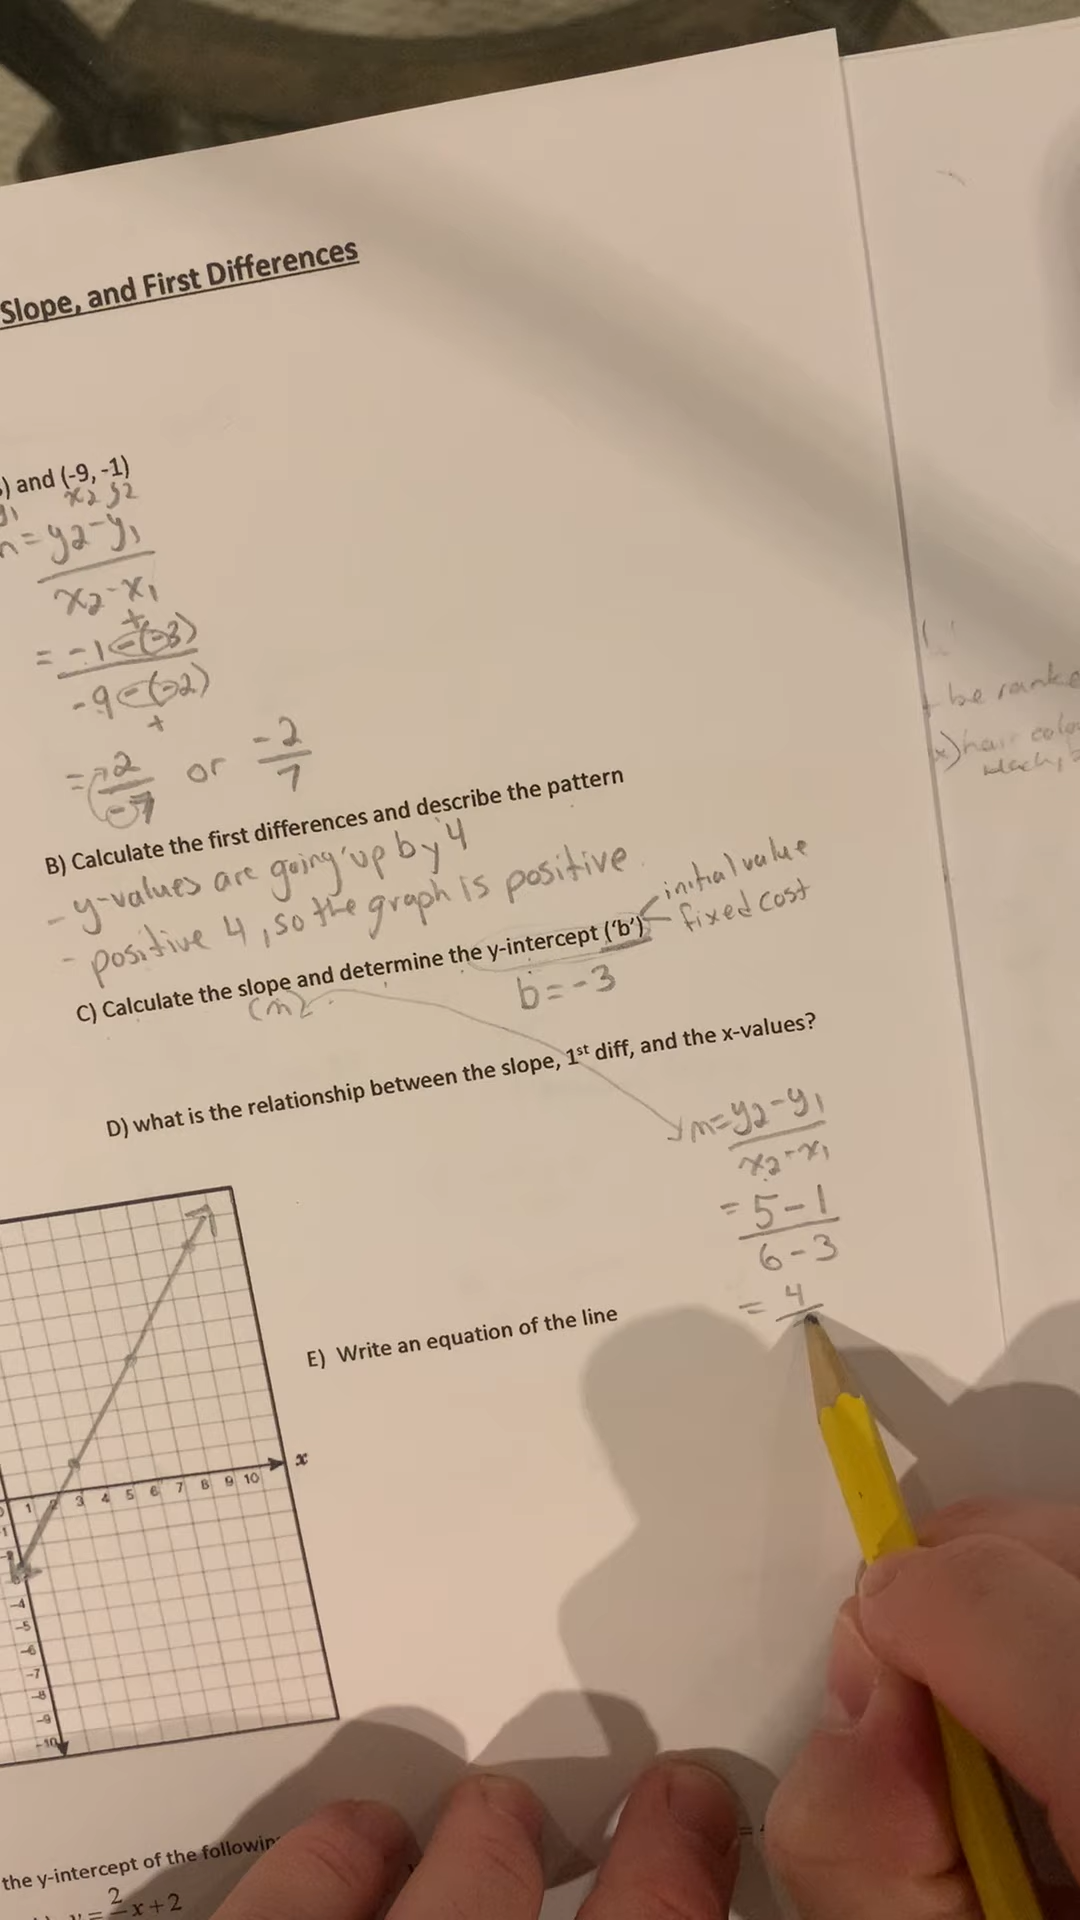 Slope, and First Differences
) and (-9, -1)
y1 x2 y2
= y2-y1
x2-x1
+
= -1-(-3)
-9-(-2)
+
= 2 or -2
-7 7
B) Calculate the first differences and describe the pattern
- y-values are going up by 4
- positive 4, so the graph is positive.
initial value
fixed cost
C) Calculate the slope and determine the y-intercept ('b')
(m)
b=-3
D) what is the relationship between the slope, 1st diff, and the x-values?
m=y2-y1
x2-x1
= 5-1
6-3
= 4
E) Write an equation of the line
x
1 2 3 4 5 6 7 8 9 10
-4
-5
-6
-7
-8
-9
-10
the y-intercept of the following
y = 2 x+2
be ranke
x) hair colo